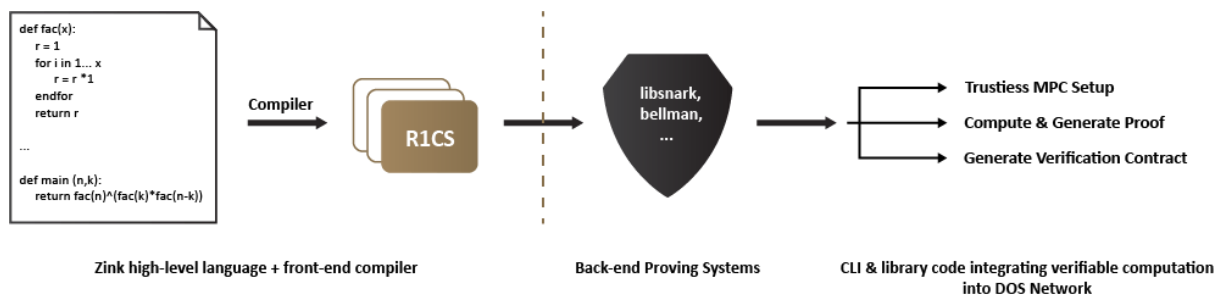 def fac(x):
r = 1
for i in 1... x
r = r *1
endfor
return r
...
def main (n,k):
return fac(n)^(fac(k)*fac(n-k))
Compiler
R1CS
libsnark,
bellman,
...
Trustiess MPC Setup
Compute & Generate Proof
Generate Verification Contract
Zink high-level language + front-end compiler
Back-end Proving Systems
CLI & library code integrating verifiable computation
into DOS Network